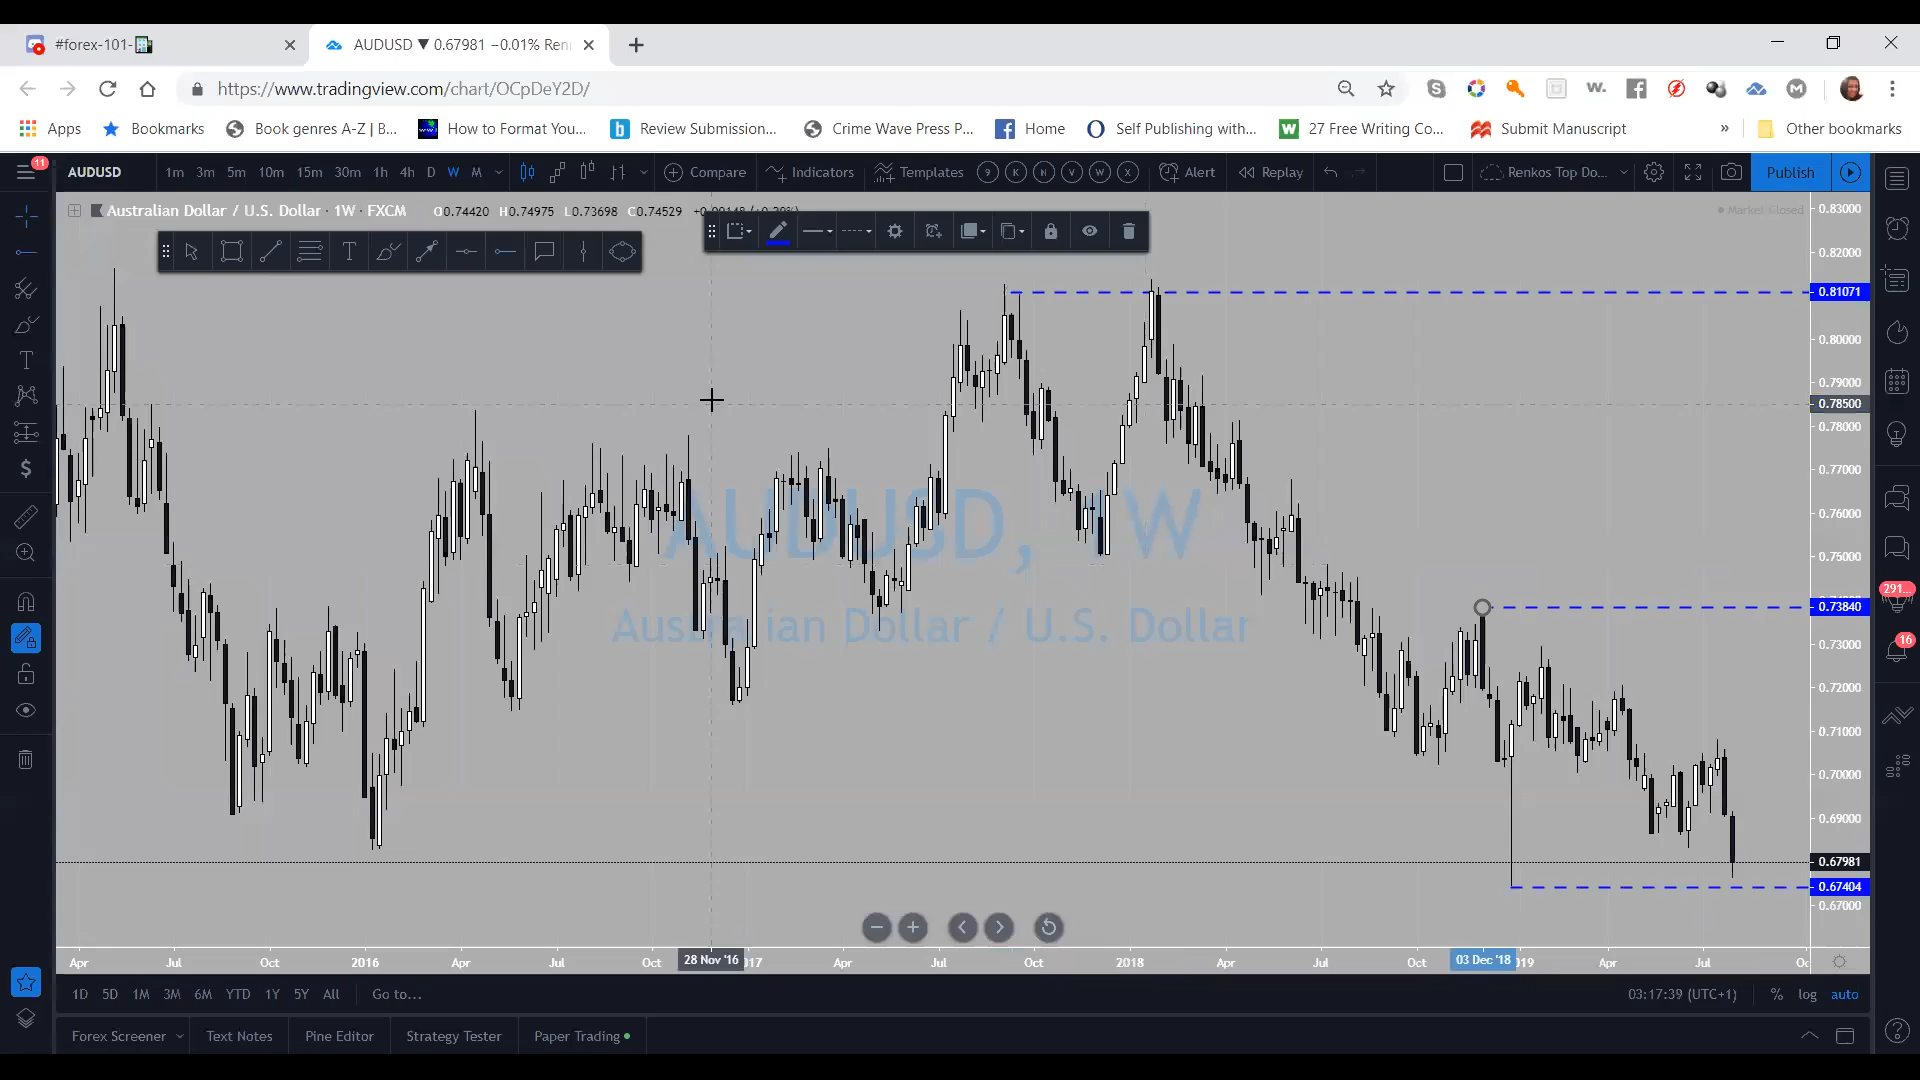 #forex-101-
AUDUSD ▼ 0.67981 −0.01% Ren
https://www.tradingview.com/chart/OCpDeY2D/
Apps Bookmarks Book genres A-Z | B... How to Format You... Review Submission... Crime Wave Press P... Home Self Publishing with... 27 Free Writing Co... Submit Manuscript » Other bookmarks
11
AUDUSD 1m 3m 5m 10m 15m 30m 1h 4h D W M Compare Indicators Templates 9 K N V W X Alert Replay Renkos Top Do... Publish
Australian Dollar / U.S. Dollar · 1W · FXCM O0.74420 H0.74975 L0.73698 C0.74529
Market Closed
0.83000
0.82000
0.81071
0.80000
0.79000
0.78500
0.78000
0.77000
0.76000
0.75000
0.73840
0.73000
0.72000
0.71000
0.70000
0.69000
0.67981
0.67404
0.67000
AUDUSD, 1W
Australian Dollar / U.S. Dollar
291...
16
Apr Jul Oct 2016 Apr Jul Oct 28 Nov '16 Apr Jul Oct 2018 Apr Jul Oct 03 Dec '18 Apr Jul
1D 5D 1M 3M 6M YTD 1Y 5Y All Go to... 03:17:39 (UTC+1) % log auto
Forex Screener Text Notes Pine Editor Strategy Tester Paper Trading